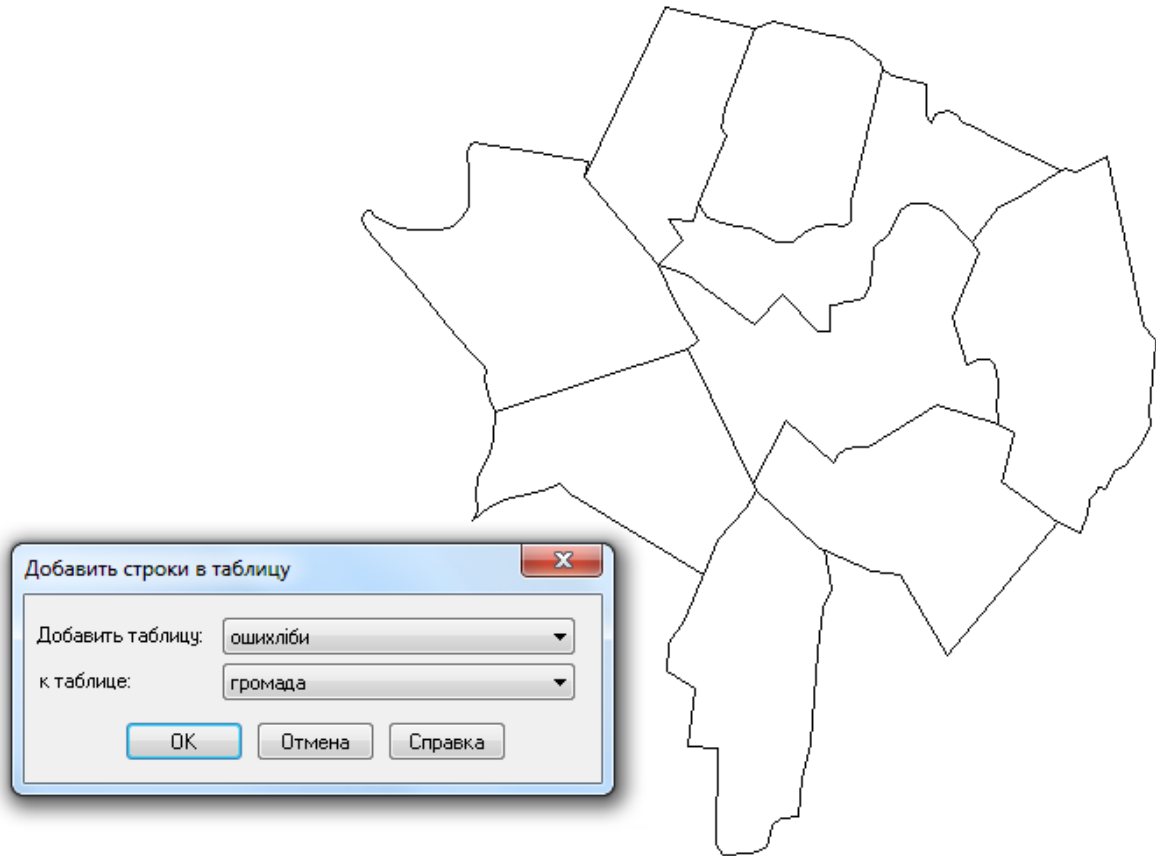 Добавить строки в таблицу
Добавить таблицу: ошихліби
к таблице: громада
OK Отмена Справка